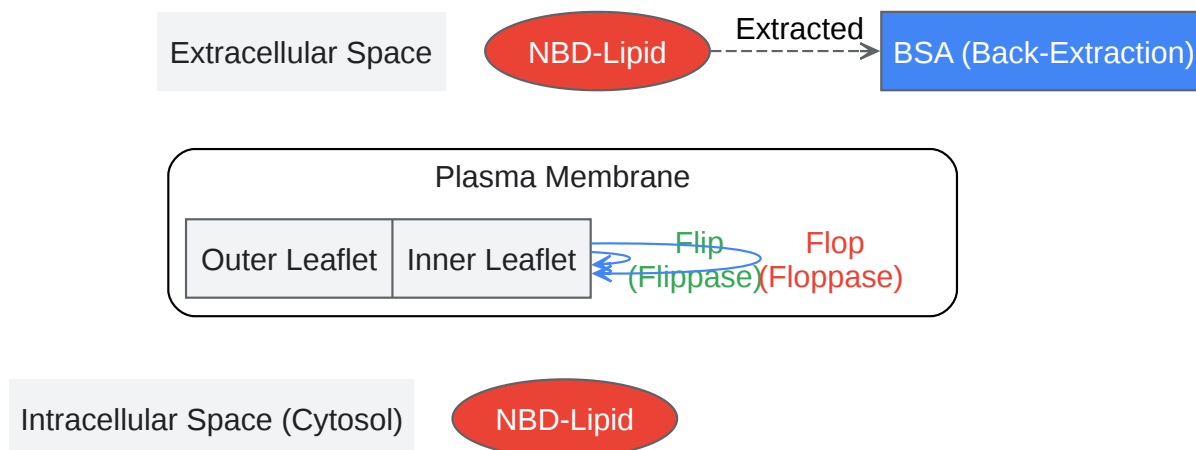 Extracellular Space
NBD-Lipid
Extracted
BSA (Back-Extraction)
Plasma Membrane
Outer Leaflet
Inner Leaflet
Flip
(Flippase)
Flop
(Floppase)
Intracellular Space (Cytosol)
NBD-Lipid